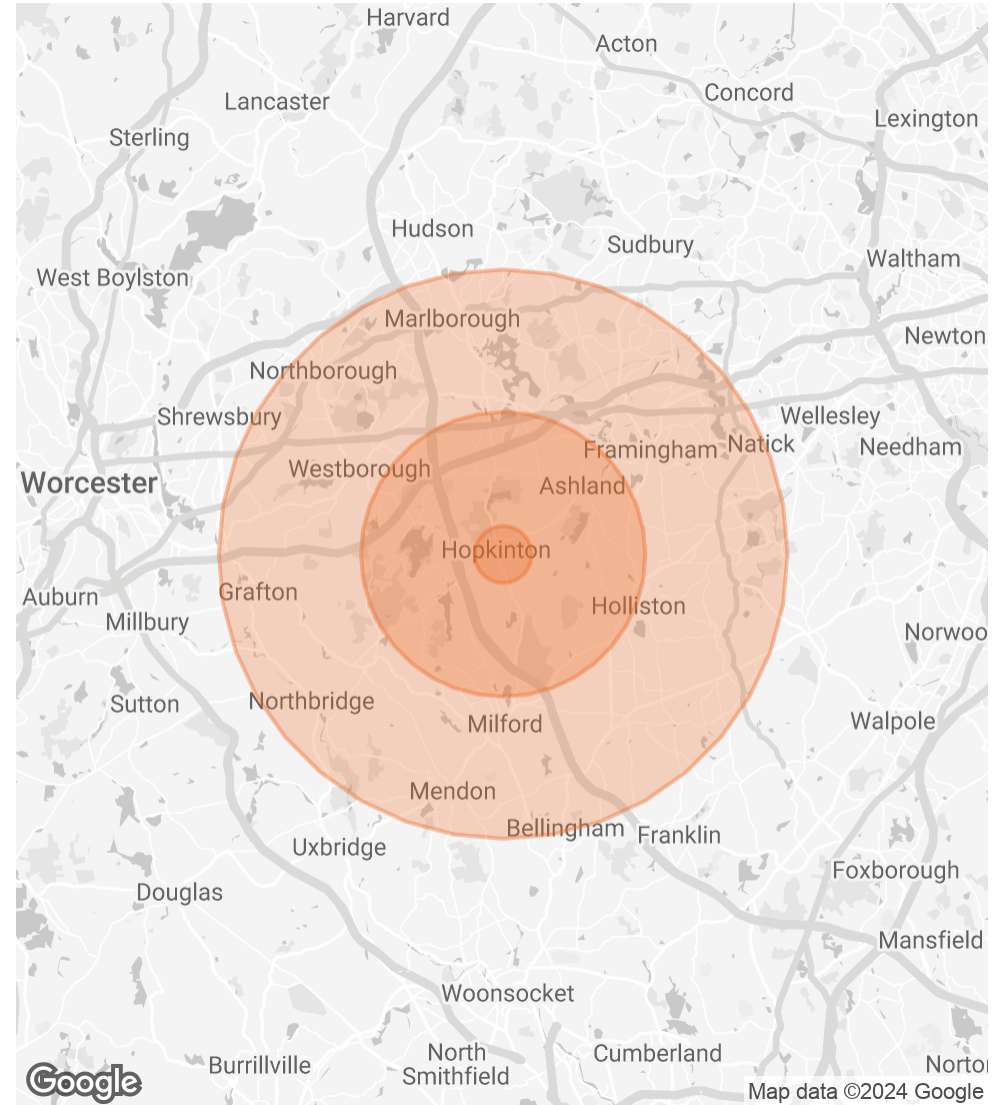 Harvard
Acton
Concord
Lancaster
Lexington
Sterling
Hudson
Sudbury
Waltham
West Boylston
Marlborough
Newton
Northborough
Shrewsbury
Wellesley
Natick
Needham
Framingham
Westborough
Worcester
Ashland
Hopkinton
Grafton
Auburn
Holliston
Millbury
Norwoo
Northbridge
Sutton
Milford
Walpole
Mendon
Bellingham
Franklin
Uxbridge
Foxborough
Douglas
Mansfield
Woonsocket
North
Smithfield
Cumberland
Burrillville
Norto
Google
Map data ©2024 Google